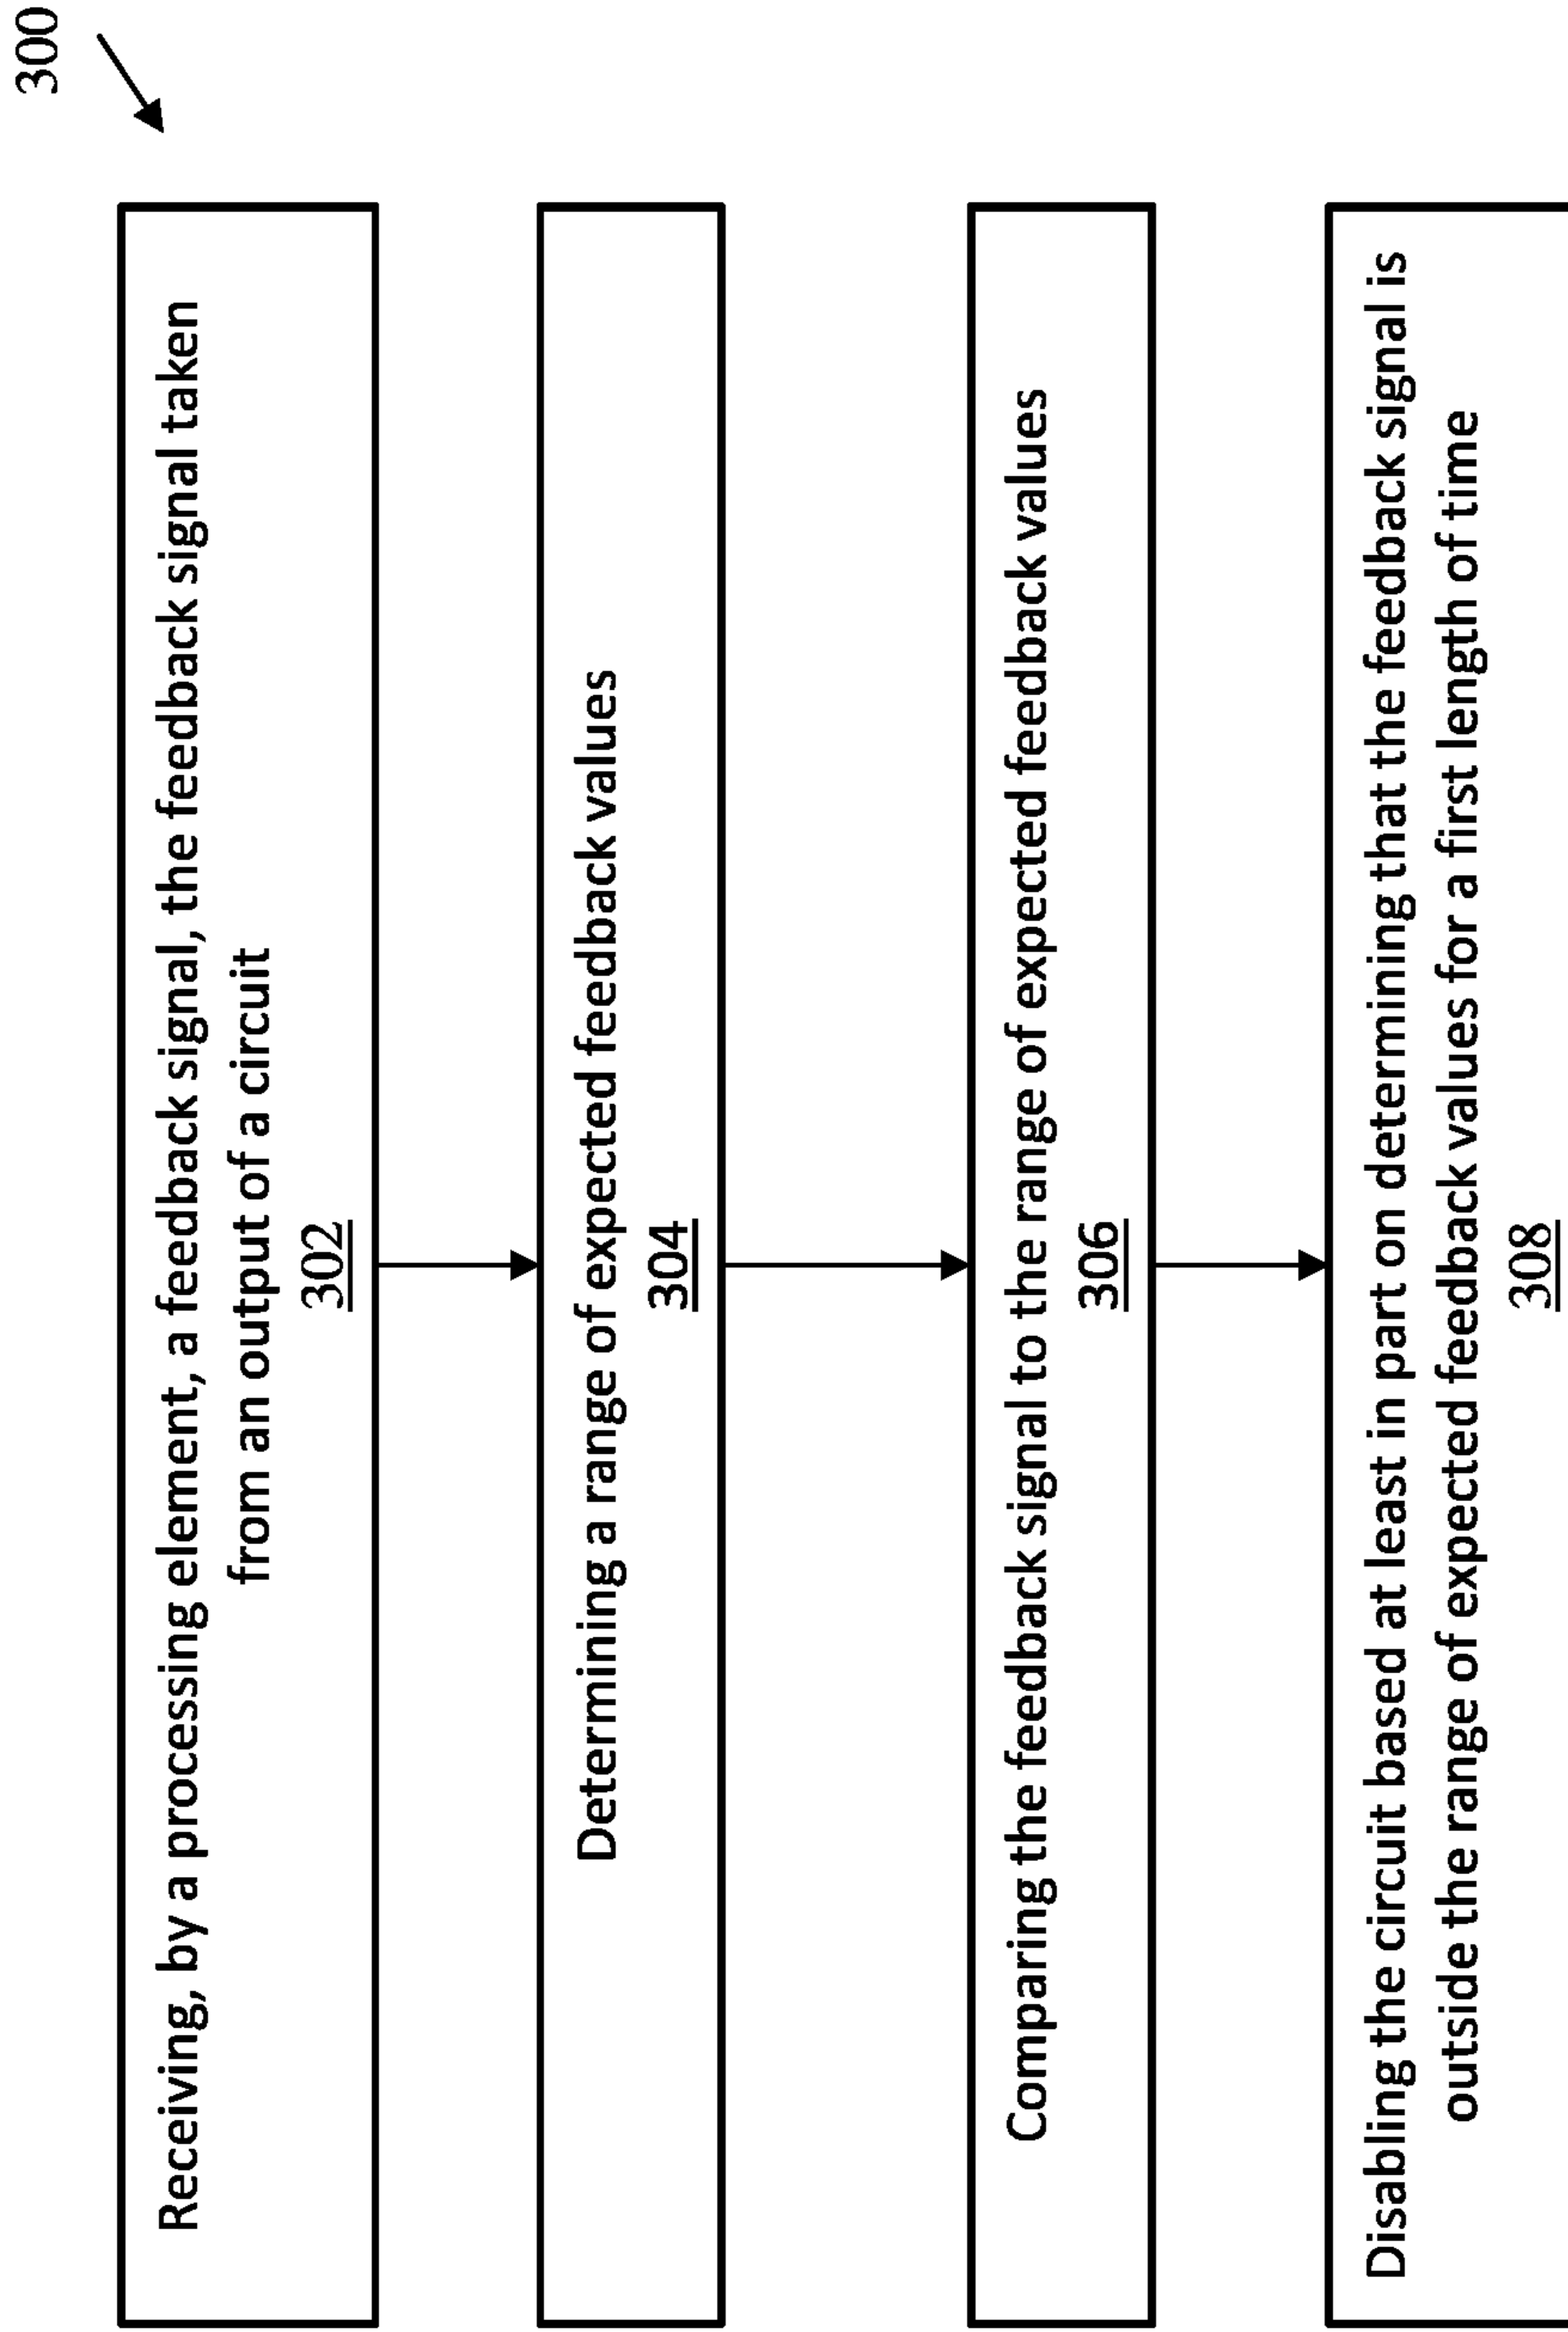 300
Receiving, by a processing element, a feedback signal, the feedback signal taken
from an output of a circuit
302
Determining a range of expected feedback values
304
Comparing the feedback signal to the range of expected feedback values
306
Disabling the circuit based at least in part on determining that the feedback signal is
outside the range of expected feedback values for a first length of time
308